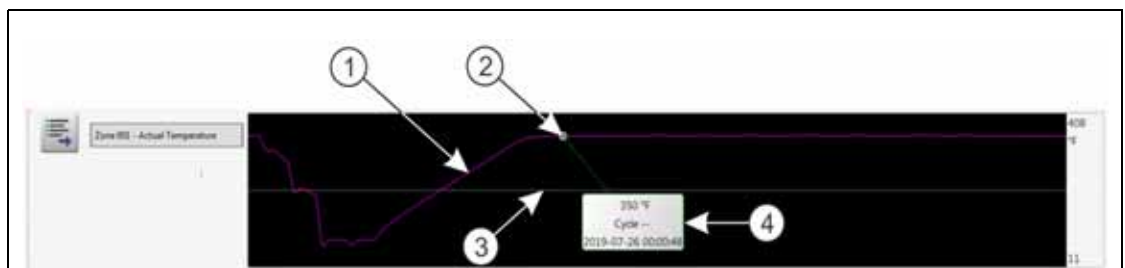 1
2
Zone 001 - Actual Temperature
408
°F
350 °F
Cycle --
2019-07-26 00:00:48
3
4
11